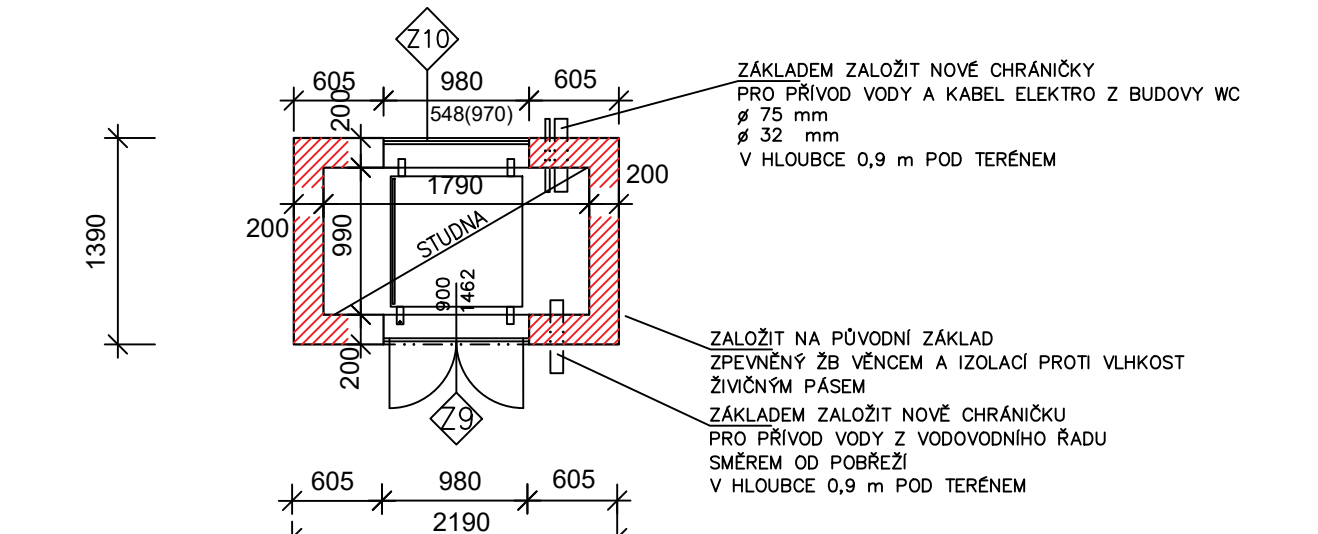 Z10
605
980
605
200
548(970)
ZÁKLADEM ZALOŽIT NOVÉ CHRÁNIČKY
PRO PŘÍVOD VODY A KABEL ELEKTRO Z BUDOVY WC
ø 75 mm
ø 32 mm
V HLOUBCE 0,9 m POD TERÉNEM
1790
200
200
1390
990
STUDNA
900
1462
200
Z9
ZALOŽIT NA PŮVODNÍ ZÁKLAD
ZPEVNĚNÝ ŽB VĚNCEM A IZOLACÍ PROTI VLHKOST
ŽIVIČNÝM PÁSEM
ZÁKLADEM ZALOŽIT NOVĚ CHRÁNIČKU
PRO PŘÍVOD VODY Z VODOVODNÍHO ŘADU
SMĚREM OD POBŘEŽÍ
V HLOUBCE 0,9 m POD TERÉNEM
605
980
605
2190